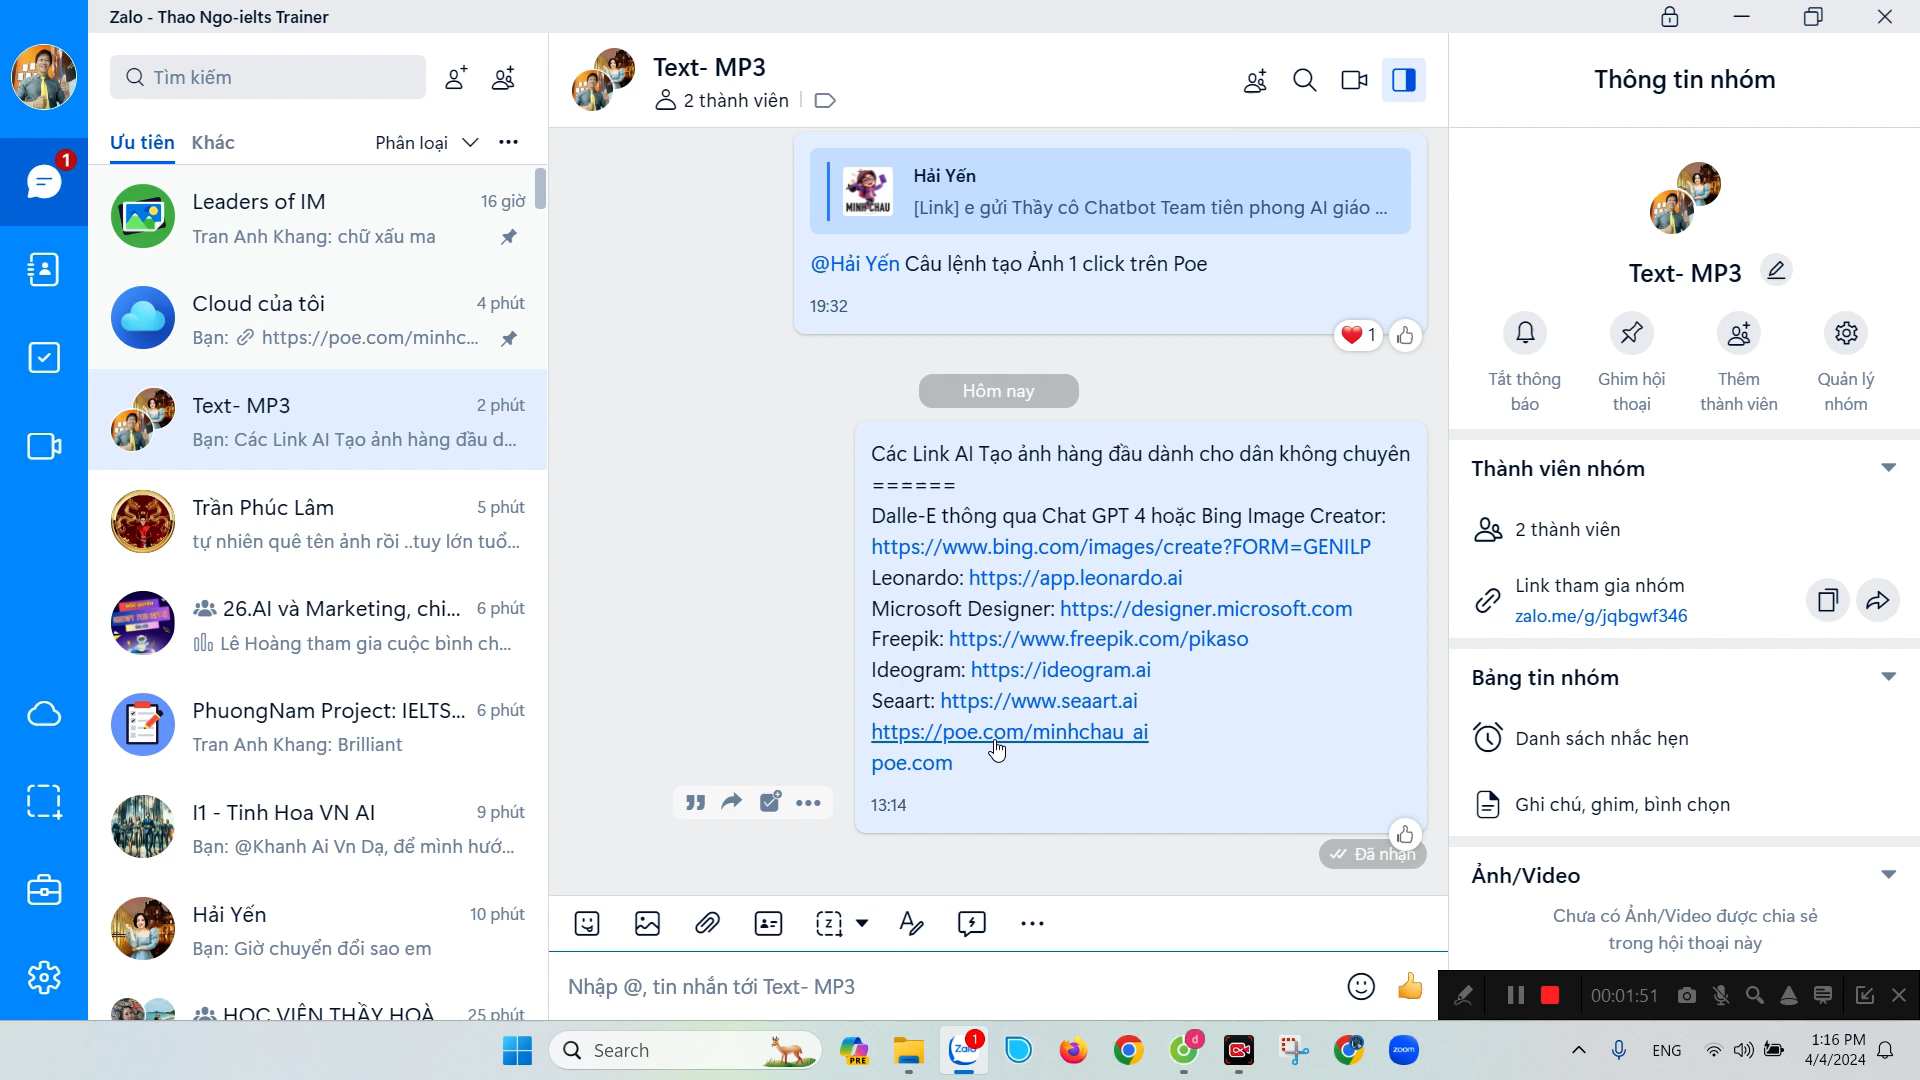 Zalo - Thao Ngo-ielts Trainer
Tìm kiếm
Ưu tiên Khác Phân loại
1
Leaders of IM 16 giờ
Tran Anh Khang: chữ xấu ma
Cloud của tôi 4 phút
Bạn: https://poe.com/minhc...
Text- MP3 2 phút
Bạn: Các Link AI Tạo ảnh hàng đầu d...
Trần Phúc Lâm 5 phút
tự nhiên quê tên ảnh rồi ..tuy lớn tuổ...
26.AI và Marketing, chi... 6 phút
Lê Hoàng tham gia cuộc bình ch...
PhuongNam Project: IELTS... 6 phút
Tran Anh Khang: Brilliant
I1 - Tinh Hoa VN AI 9 phút
Bạn: @Khanh Ai Vn Dạ, để mình hướ...
Hải Yến 10 phút
Bạn: Giờ chuyển đổi sao em
HỌC VIÊN THẦY HOÀ 25 phút
Text- MP3
2 thành viên
MINH CHAU
Hải Yến
[Link] e gửi Thầy cô Chatbot Team tiên phong AI giáo ...
@Hải Yến Câu lệnh tạo Ảnh 1 click trên Poe
19:32
1
Hôm nay
Các Link AI Tạo ảnh hàng đầu dành cho dân không chuyên
======
Dalle-E thông qua Chat GPT 4 hoặc Bing Image Creator:
https://www.bing.com/images/create?FORM=GENILP
Leonardo: https://app.leonardo.ai
Microsoft Designer: https://designer.microsoft.com
Freepik: https://www.freepik.com/pikaso
Ideogram: https://ideogram.ai
Seaart: https://www.seaart.ai
https://poe.com/minhchau_ai
poe.com
13:14
Đã nhận
Nhập @, tin nhắn tới Text- MP3
Thông tin nhóm
Text- MP3
Tắt thông báo
Ghim hội thoại
Thêm thành viên
Quản lý nhóm
Thành viên nhóm
2 thành viên
Link tham gia nhóm
zalo.me/g/jqbgwf346
Bảng tin nhóm
Danh sách nhắc hẹn
Ghi chú, ghim, bình chọn
Ảnh/Video
Chưa có Ảnh/Video được chia sẻ
trong hội thoại này
00:01:51
Search
PRE
Zalo
1
d
zoom
ENG
1:16 PM
4/4/2024